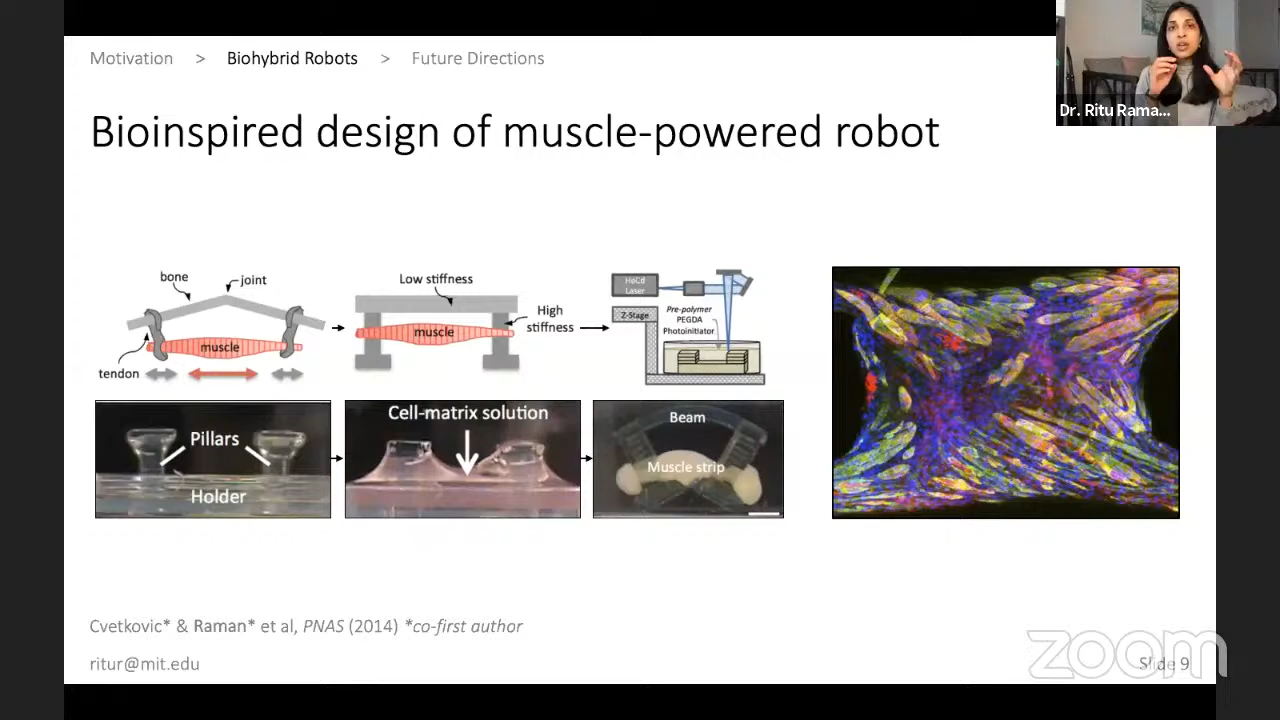 Motivation > Biohybrid Robots > Future Directions
Dr. Ritu Rama...
Bioinspired design of muscle-powered robot
bone
joint
muscle
tendon
Low stiffness
High
stiffness
muscle
HeCd
Laser
Z-Stage
Pre-polymer
PEGDA
Photoinitiator
Pillars
Holder
Cell-matrix solution
Beam
Muscle strip
Cvetkovic* & Raman* et al, PNAS (2014) *co-first author
ritur@mit.edu
zoom
Slide 9